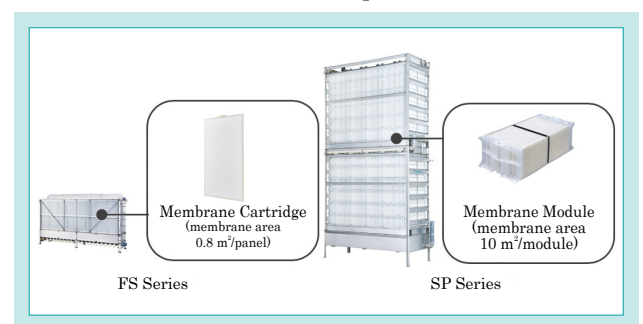 Membrane Cartridge
(membrane area
0.8 m²/panel)
Membrane Module
(membrane area
10 m²/module)
FS Series
SP Series